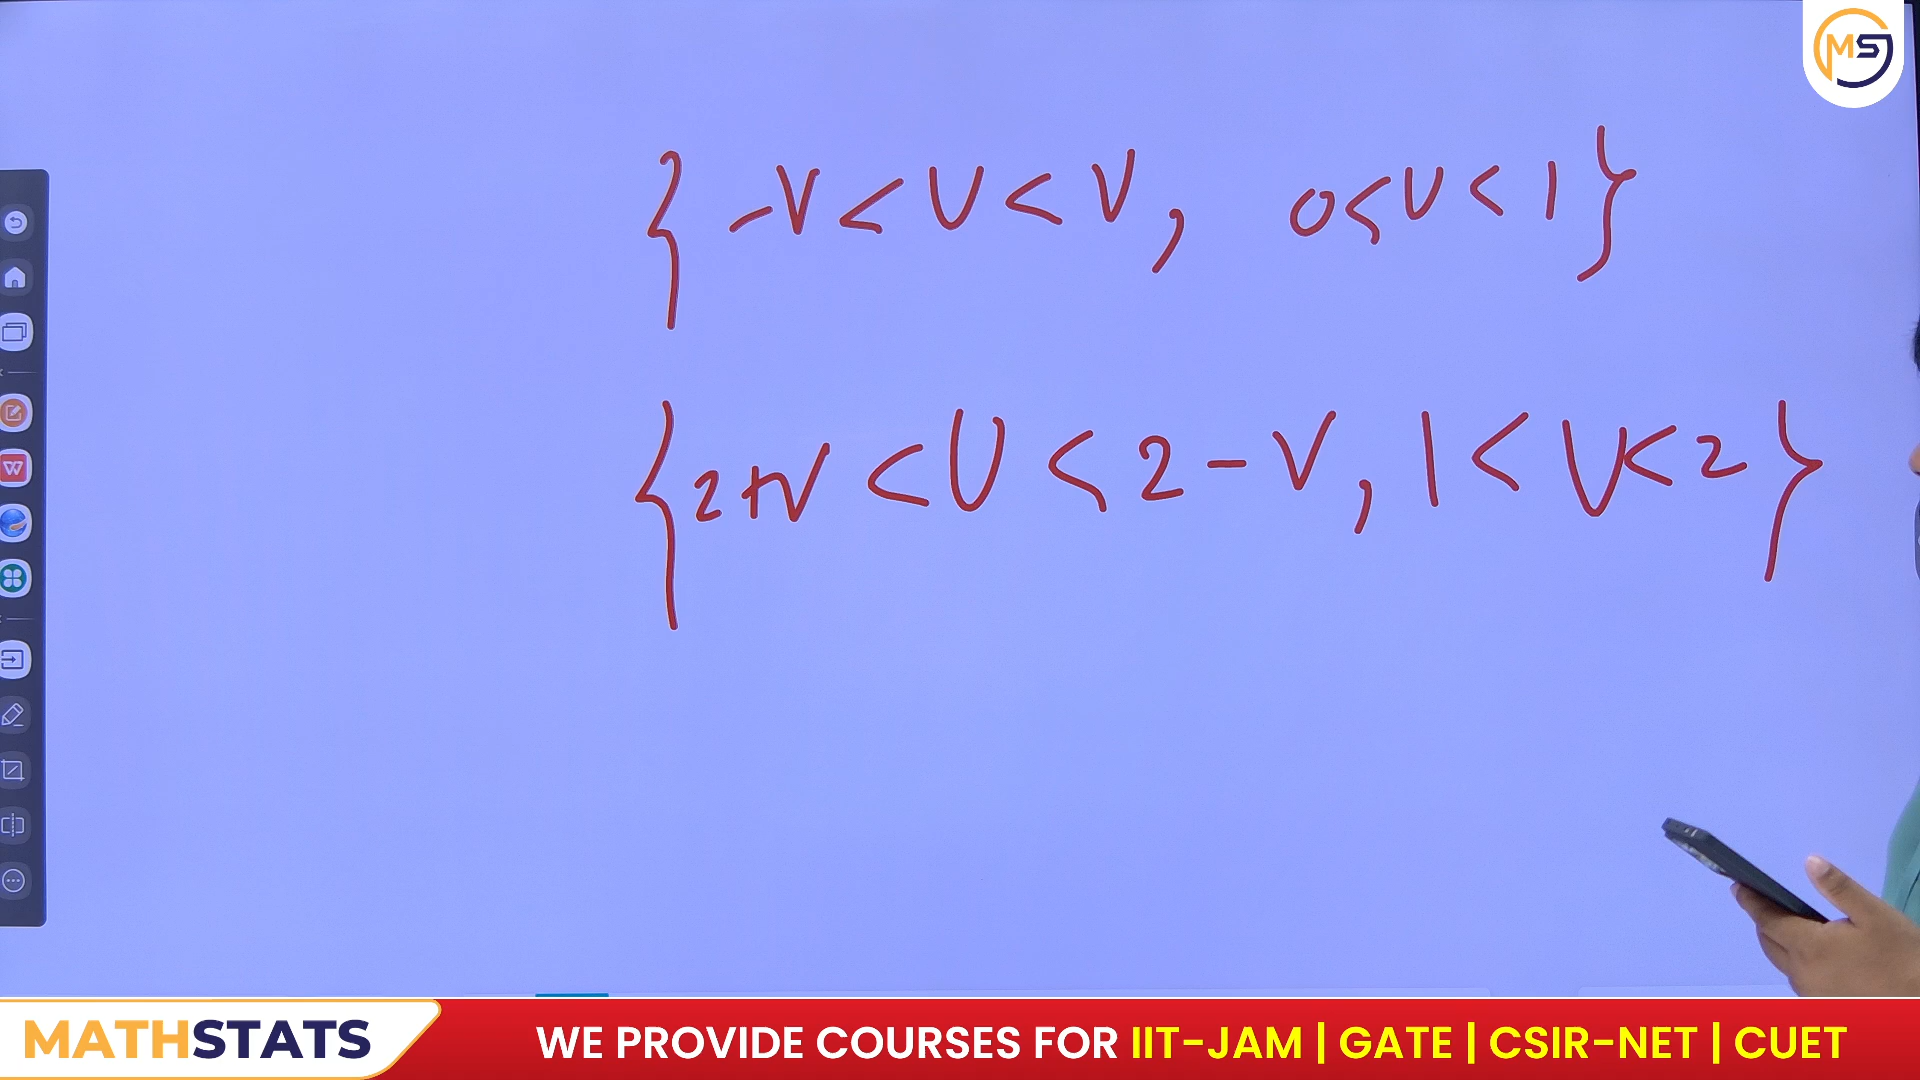 MS
{ -V < U < V, 0 < V < 1 }
{ 2+V < U < 2 - V, 1 < V < 2 }
MATHSTATS
WE PROVIDE COURSES FOR IIT-JAM | GATE | CSIR-NET | CUET